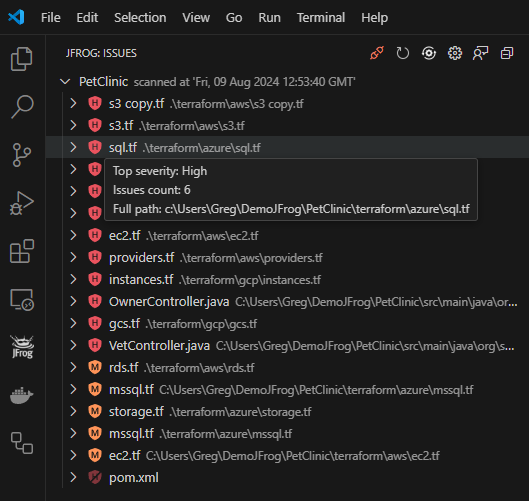 File Edit Selection View Go Run Terminal Help
JFROG: ISSUES
PetClinic scanned at 'Fri, 09 Aug 2024 12:53:40 GMT'
H s3 copy.tf .\terraform\aws\s3 copy.tf
H s3.tf .\terraform\aws\s3.tf
H sql.tf .\terraform\azure\sql.tf
H
Top severity: High
H
Issues count: 6
H
Full path: c:\Users\Greg\DemoJFrog\PetClinic\terraform\azure\sql.tf
H ec2.tf .\terraform\aws\ec2.tf
H providers.tf .\terraform\aws\providers.tf
H instances.tf .\terraform\gcp\instances.tf
H OwnerController.java C:\Users\Greg\DemoJFrog\PetClinic\src\main\java\or...
H gcs.tf .\terraform\gcp\gcs.tf
H VetController.java C:\Users\Greg\DemoJFrog\PetClinic\src\main\java\org\s...
M rds.tf .\terraform\aws\rds.tf
M mssql.tf C:\Users\Greg\DemoJFrog\PetClinic\terraform\azure\mssql.tf
M storage.tf .\terraform\azure\storage.tf
M mssql.tf .\terraform\azure\mssql.tf
M ec2.tf C:\Users\Greg\DemoJFrog\PetClinic\terraform\aws\ec2.tf
pom.xml
JFrog